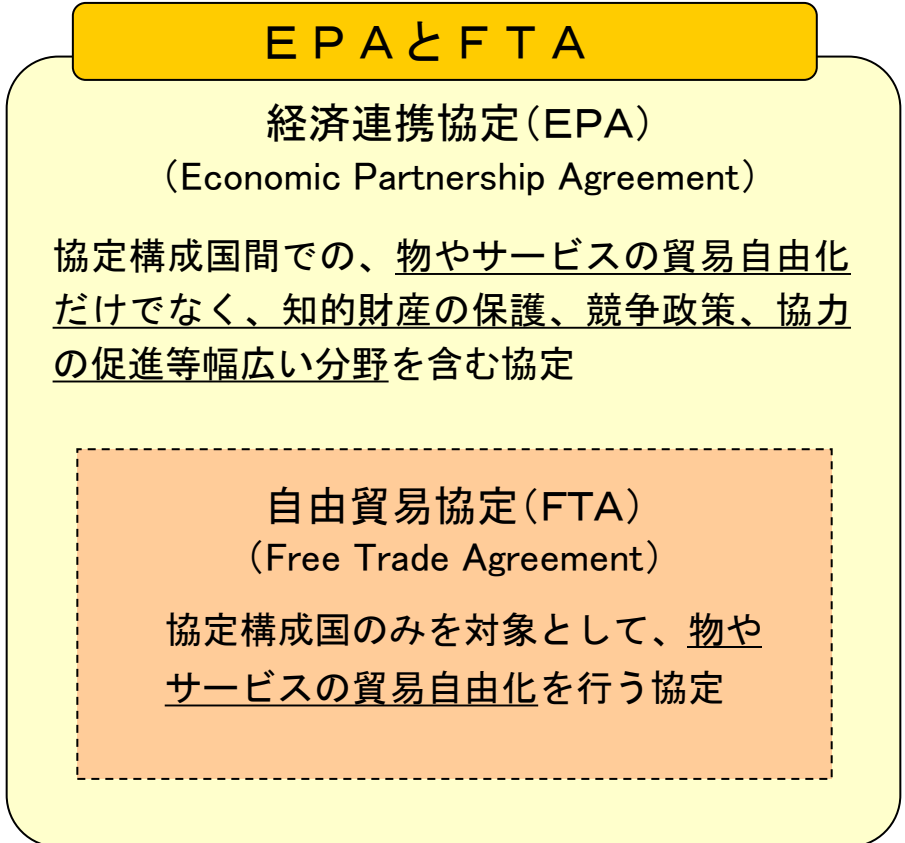 ＥＰＡとＦＴＡ
経済連携協定（ＥＰＡ）
（Economic Partnership Agreement）
協定構成国間での、物やサービスの貿易自由化
だけでなく、知的財産の保護、競争政策、協力
の促進等幅広い分野を含む協定
自由貿易協定（ＦＴＡ）
（Free Trade Agreement）
協定構成国のみを対象として、物や
サービスの貿易自由化を行う協定